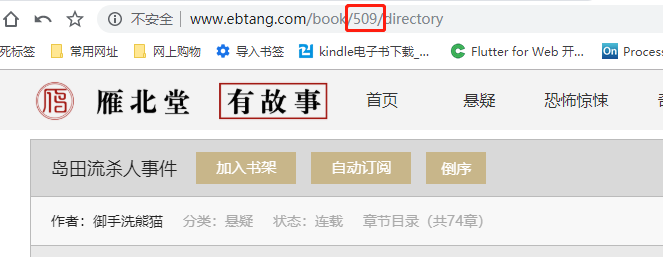 不安全 | www.ebtang.com/book/509/directory
死标签 常用网址 网上购物 导入书签 kindle电子书下载_... Flutter for Web 开... On Process
雁北堂 有故事 首页 悬疑 恐怖惊悚
岛田流杀人事件 加入书架 自动订阅 倒序
作者：御手洗熊猫 分类：悬疑 状态：连载 章节目录（共74章）